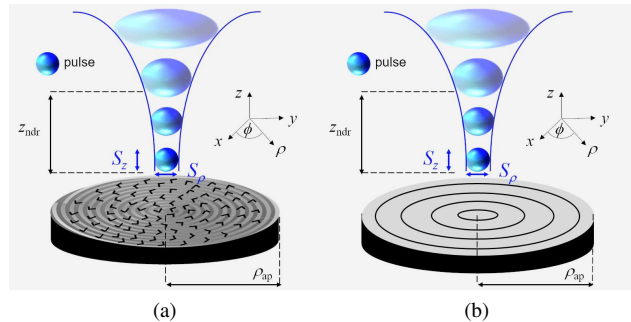 pulse
z_ndr
S_z
S_ρ
z
y
x
ϕ
ρ
ρ_ap
(a)
pulse
z_ndr
S_z
S_ρ
z
y
x
ϕ
ρ
ρ_ap
(b)